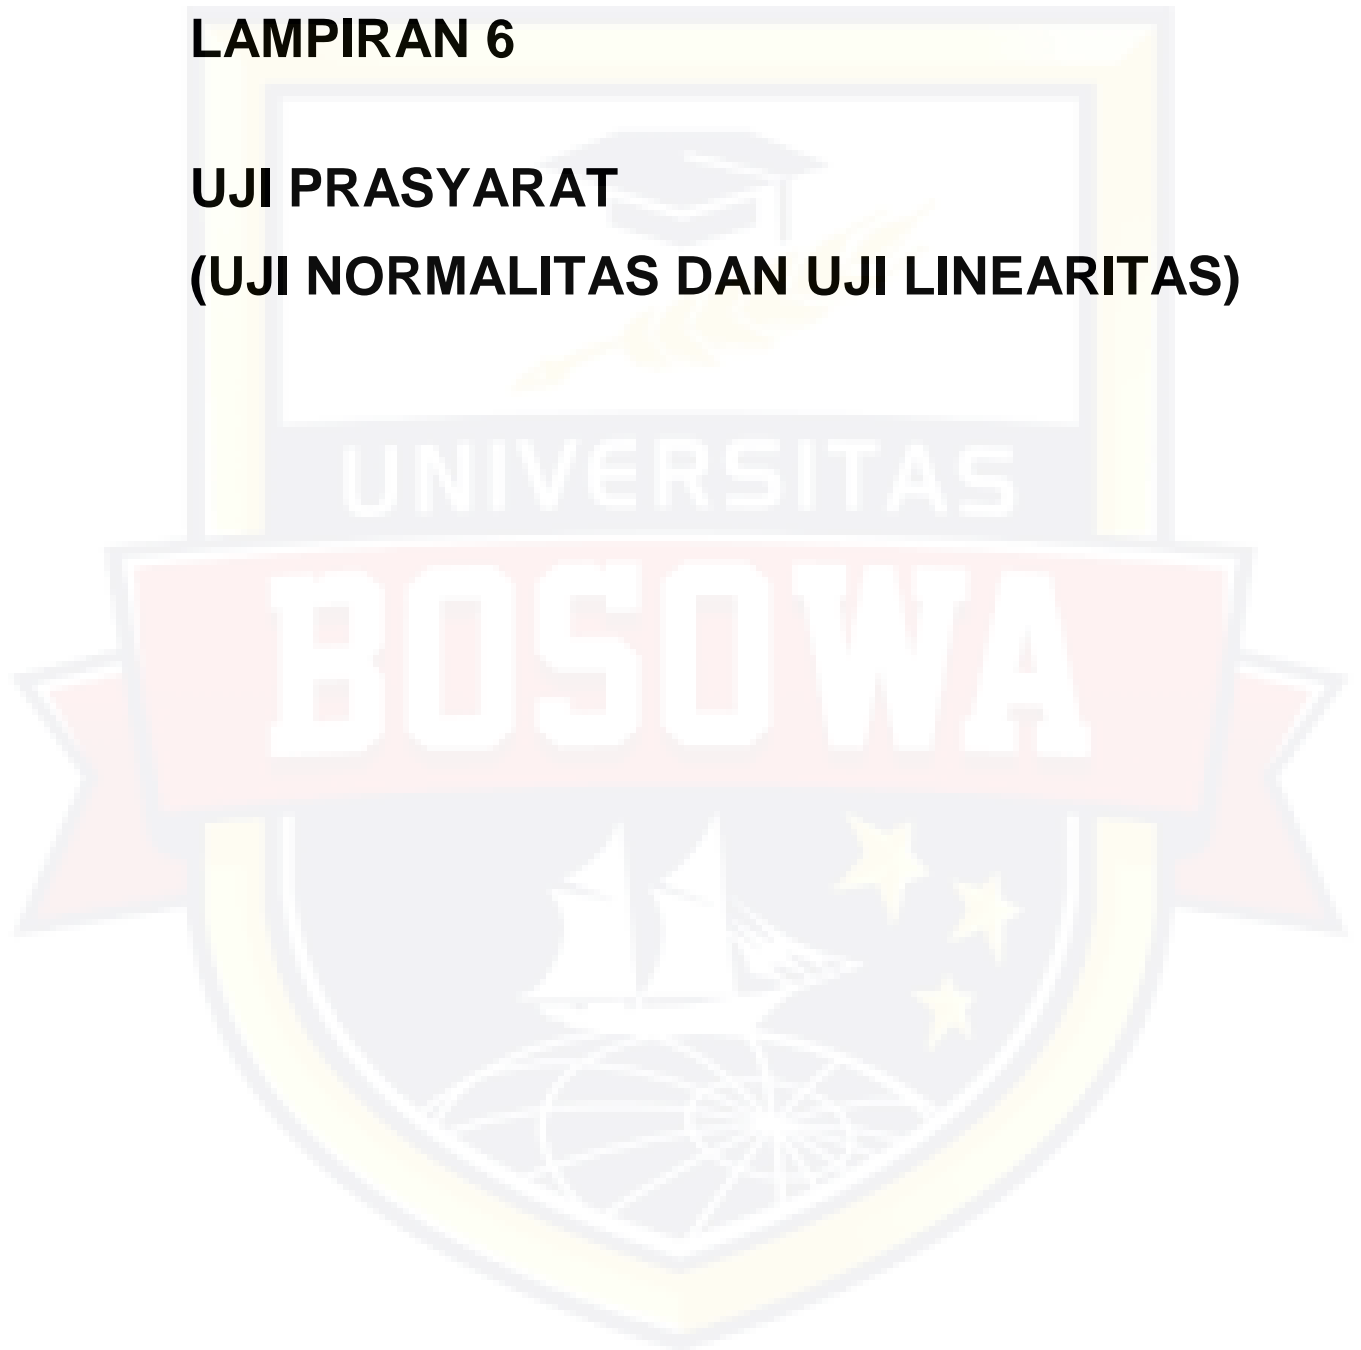 LAMPIRAN 6
UJI PRASYARAT
(UJI NORMALITAS DAN UJI LINEARITAS)
UNIVERSITAS
BOSOWA